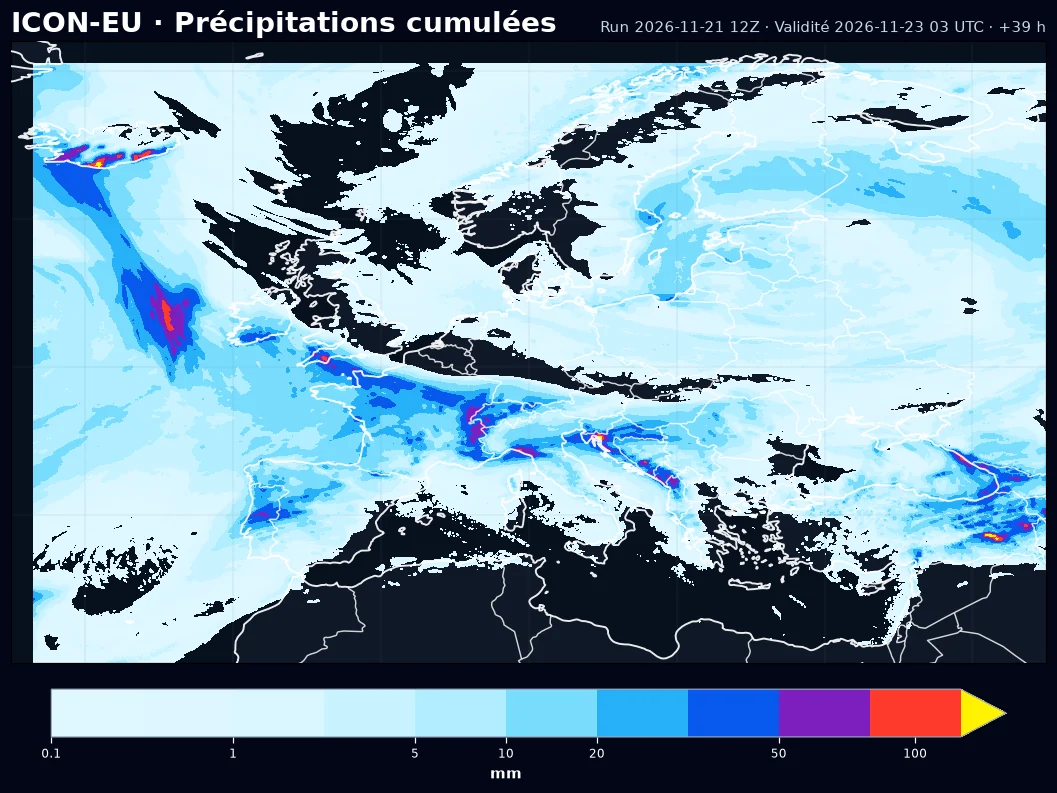 ICON-EU · Précipitations cumulées
Run 2026-11-21 12Z · Validité 2026-11-23 03 UTC · +39 h
0.1 1 5 10 20 50 100
mm